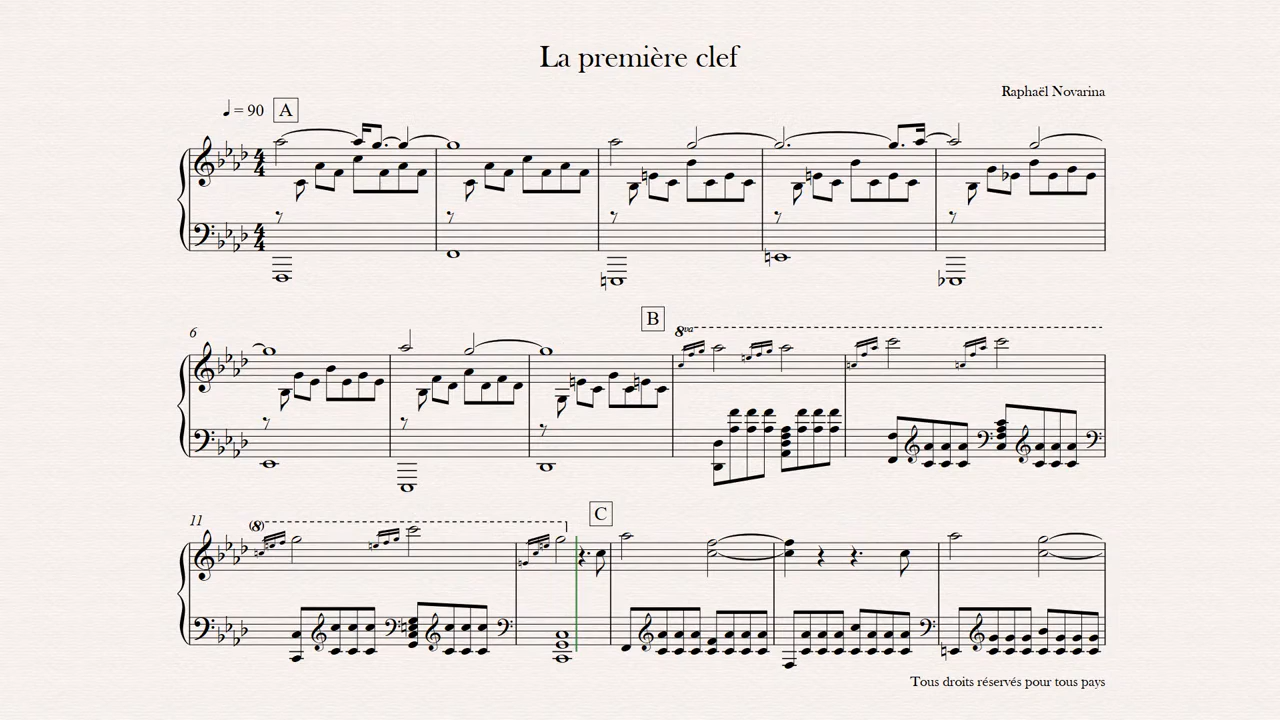 La première clef
Raphaël Novarina
♩ = 90 A
B
6
8va
C
11
(8)
Tous droits réservés pour tous pays